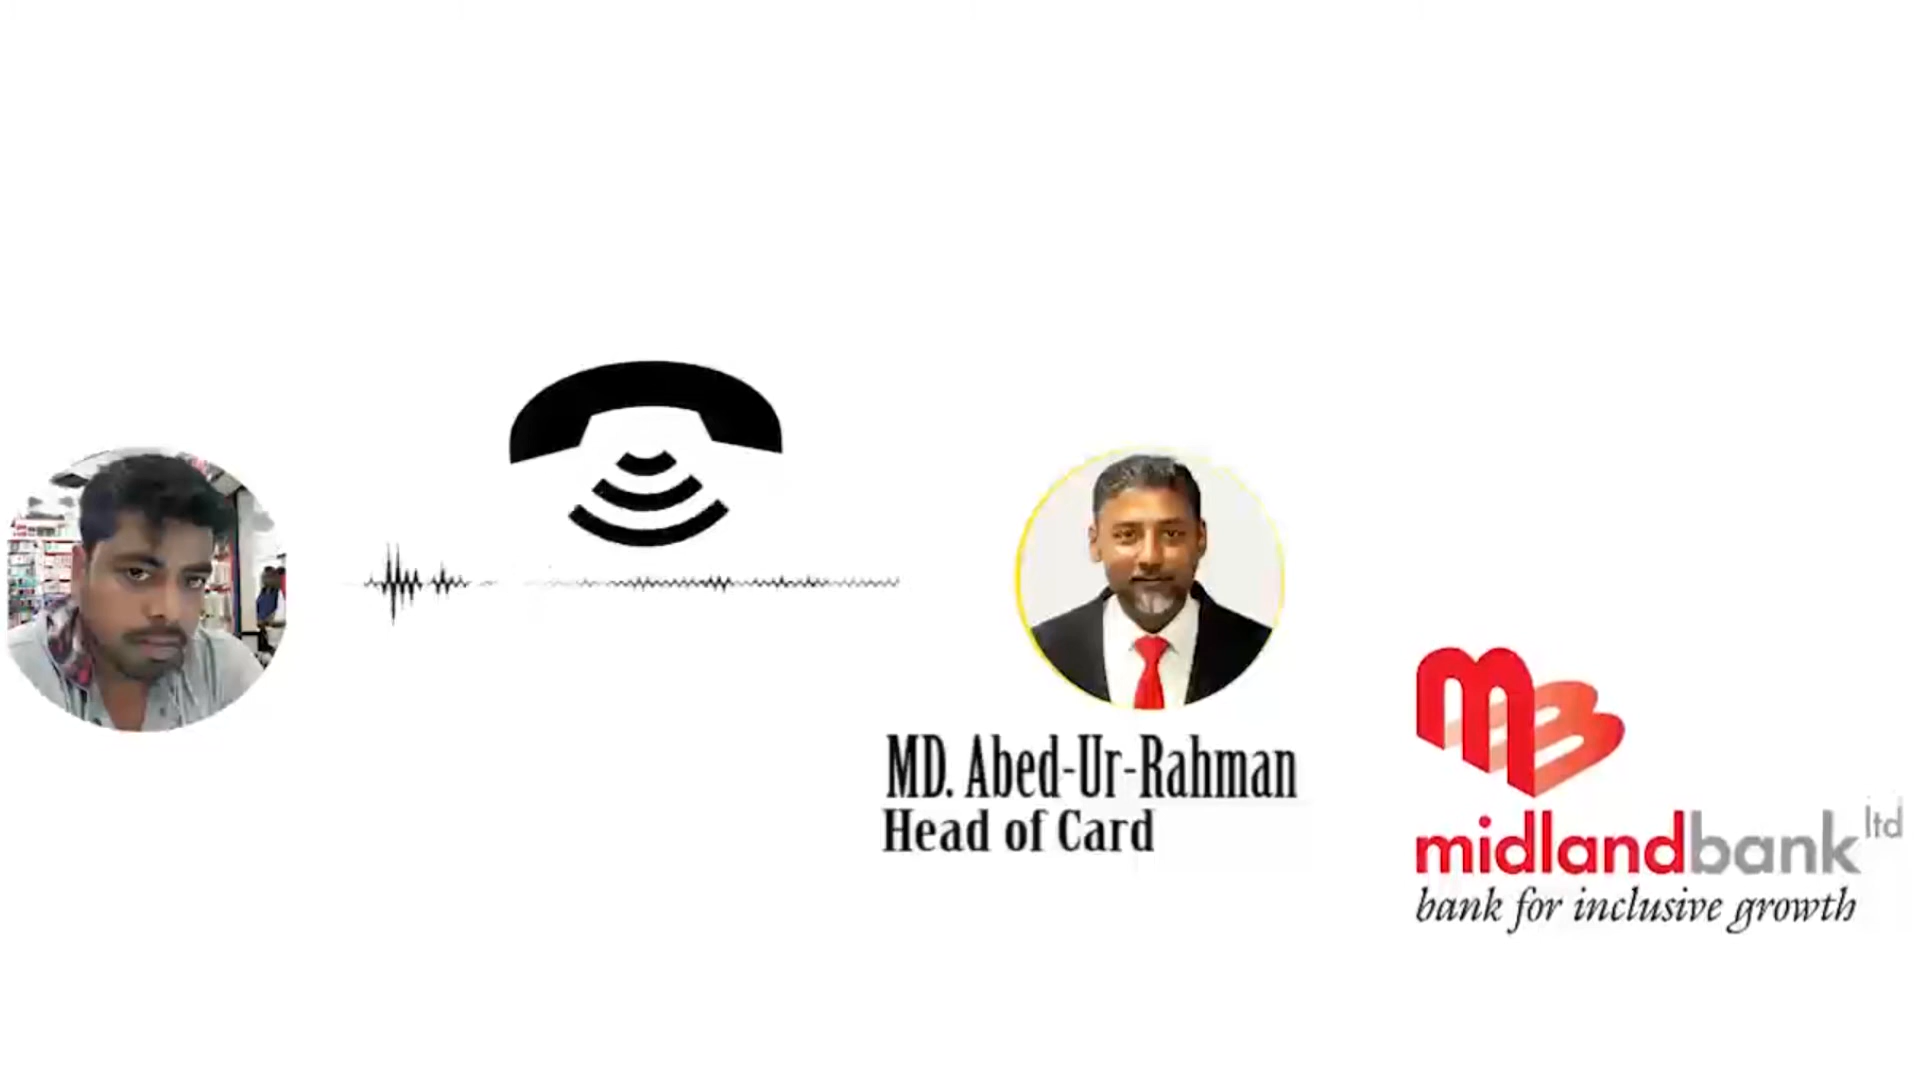 MD. Abed-Ur-Rahman
Head of Card
midlandbank ltd
bank for inclusive growth